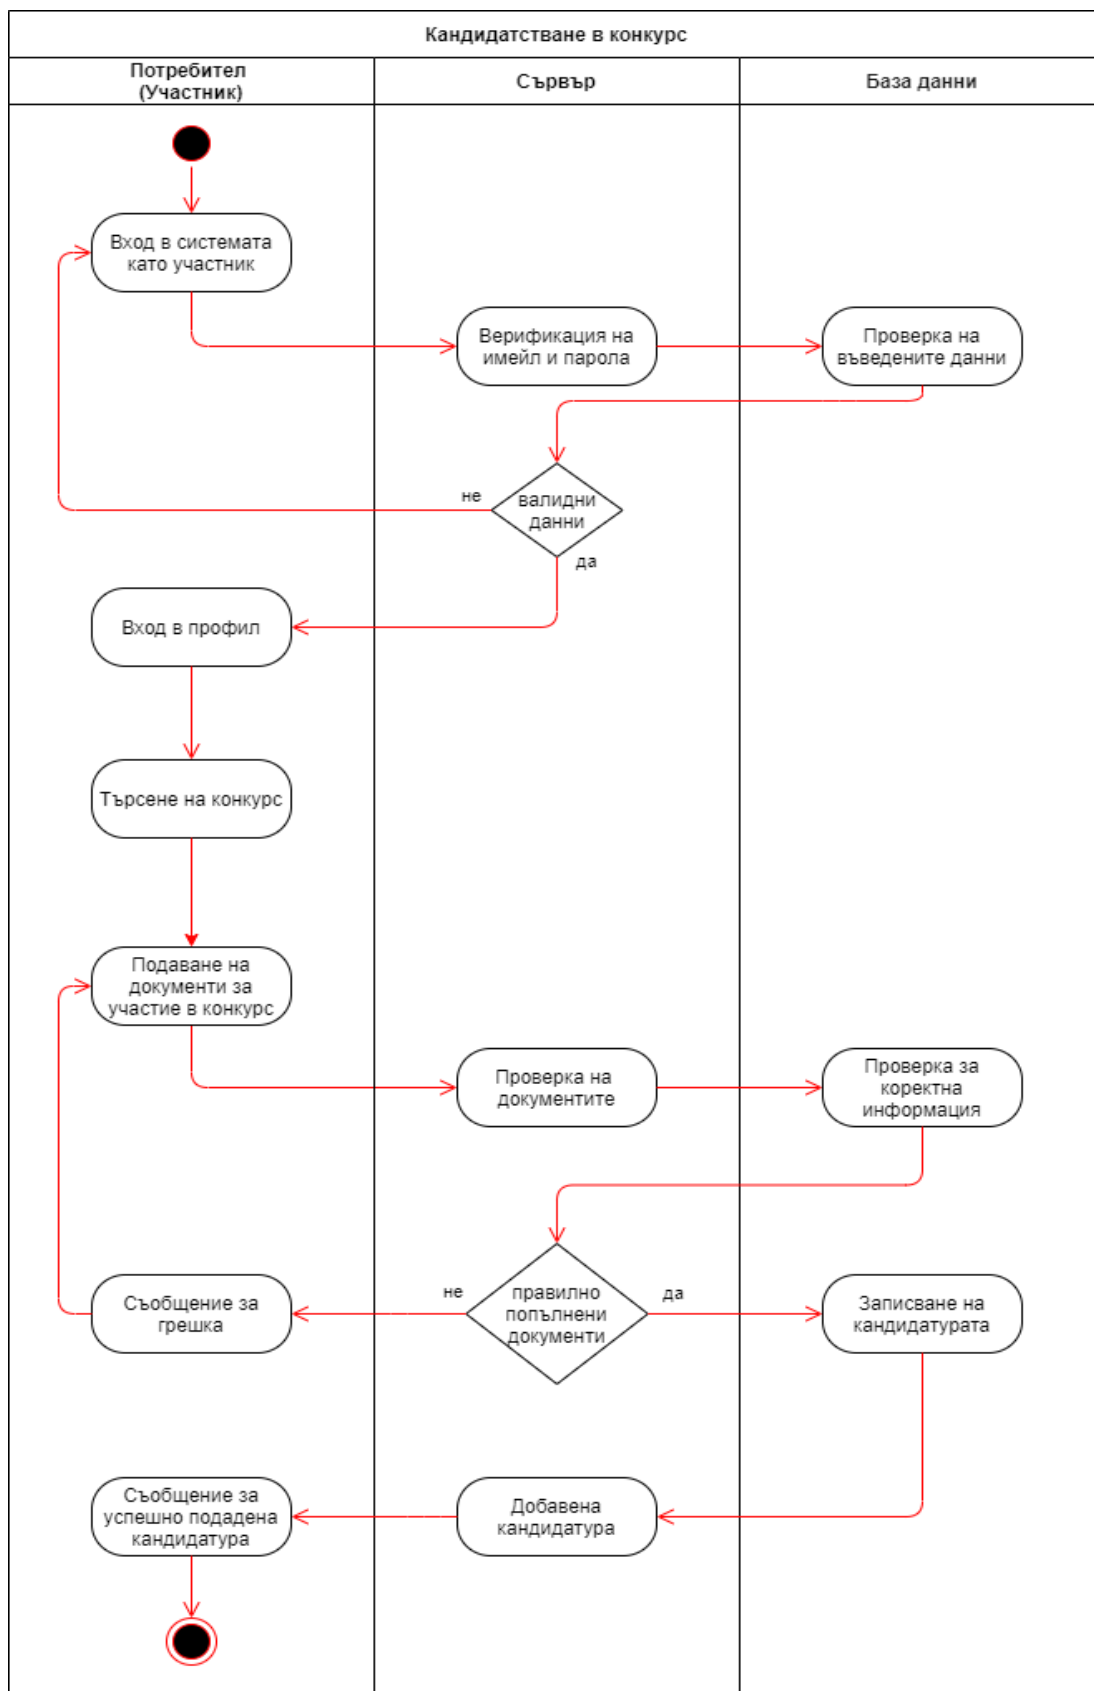 Кандидатстване в конкурс
Потребител
(Участник)
Сървър
База данни
Вход в системата
като участник
Верификация на
имейл и парола
Проверка на
въведените данни
не
валидни
данни
да
Вход в профил
Търсене на конкурс
Подаване на
документи за
участие в конкурс
Проверка на
документите
Проверка за
коректна
информация
Съобщение за
грешка
не
правилно
попълнени
документи
да
Записване на
кандидатурата
Съобщение за
успешно подадена
кандидатура
Добавена
кандидатура